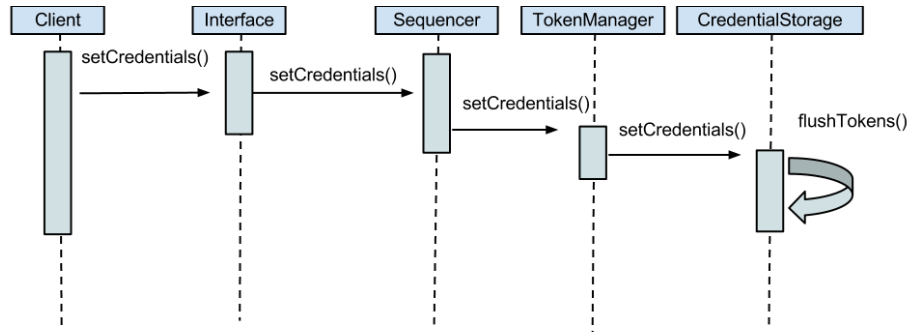 Client
Interface
Sequencer
TokenManager
CredentialStorage
setCredentials()
setCredentials()
setCredentials()
setCredentials()
flushTokens()